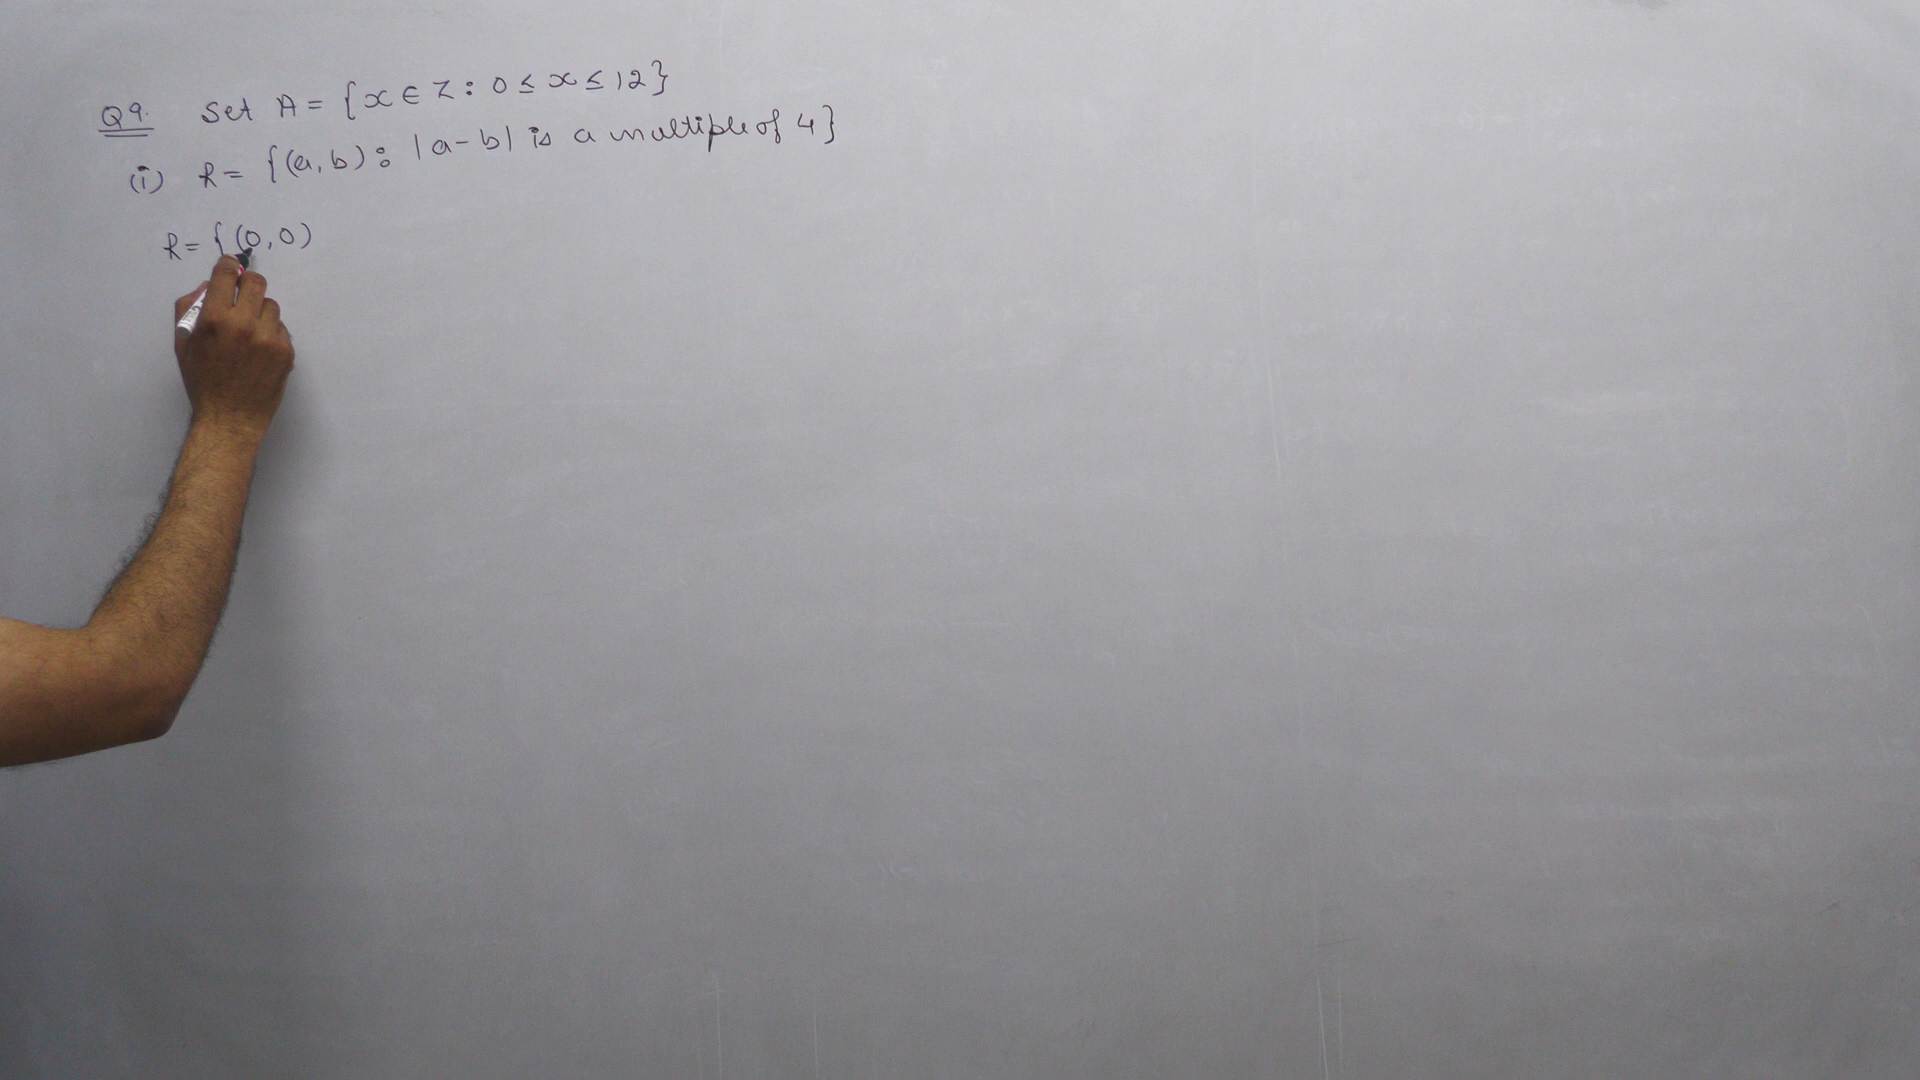 Q9. Set A = {x ∈ Z : 0 ≤ x ≤ 12}
(i) R = {(a, b) : |a - b| is a multiple of 4}
R = {(0, 0)